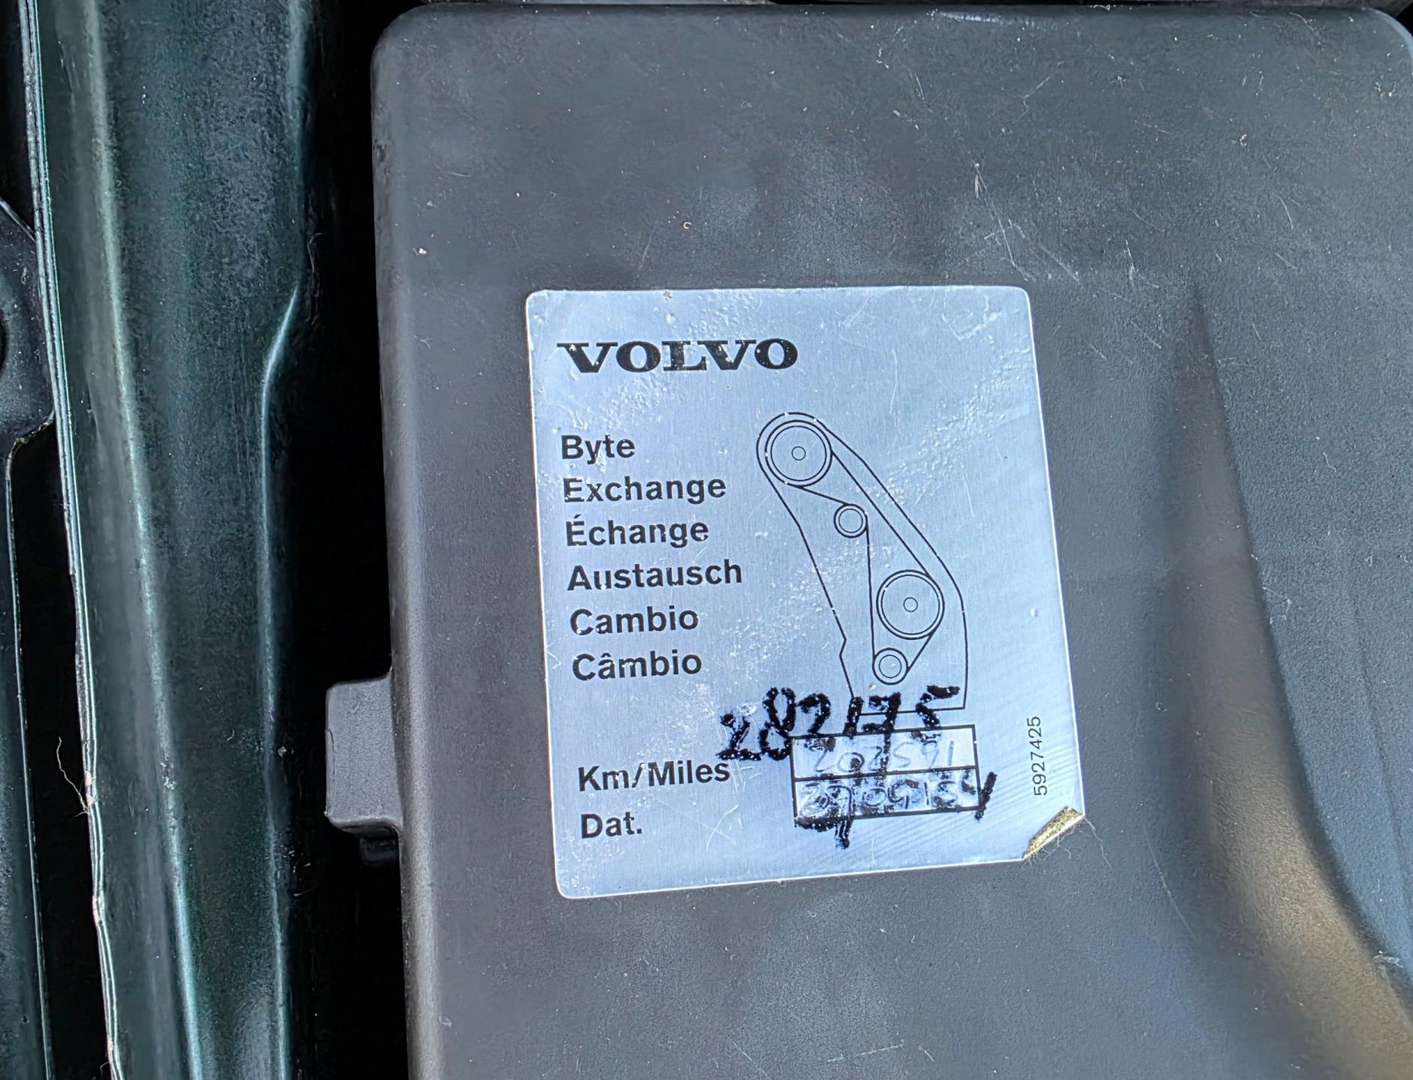 VOLVO
Byte
Exchange
Échange
Austausch
Cambio
Câmbio
282175
Km/Miles
Dat.
5927425